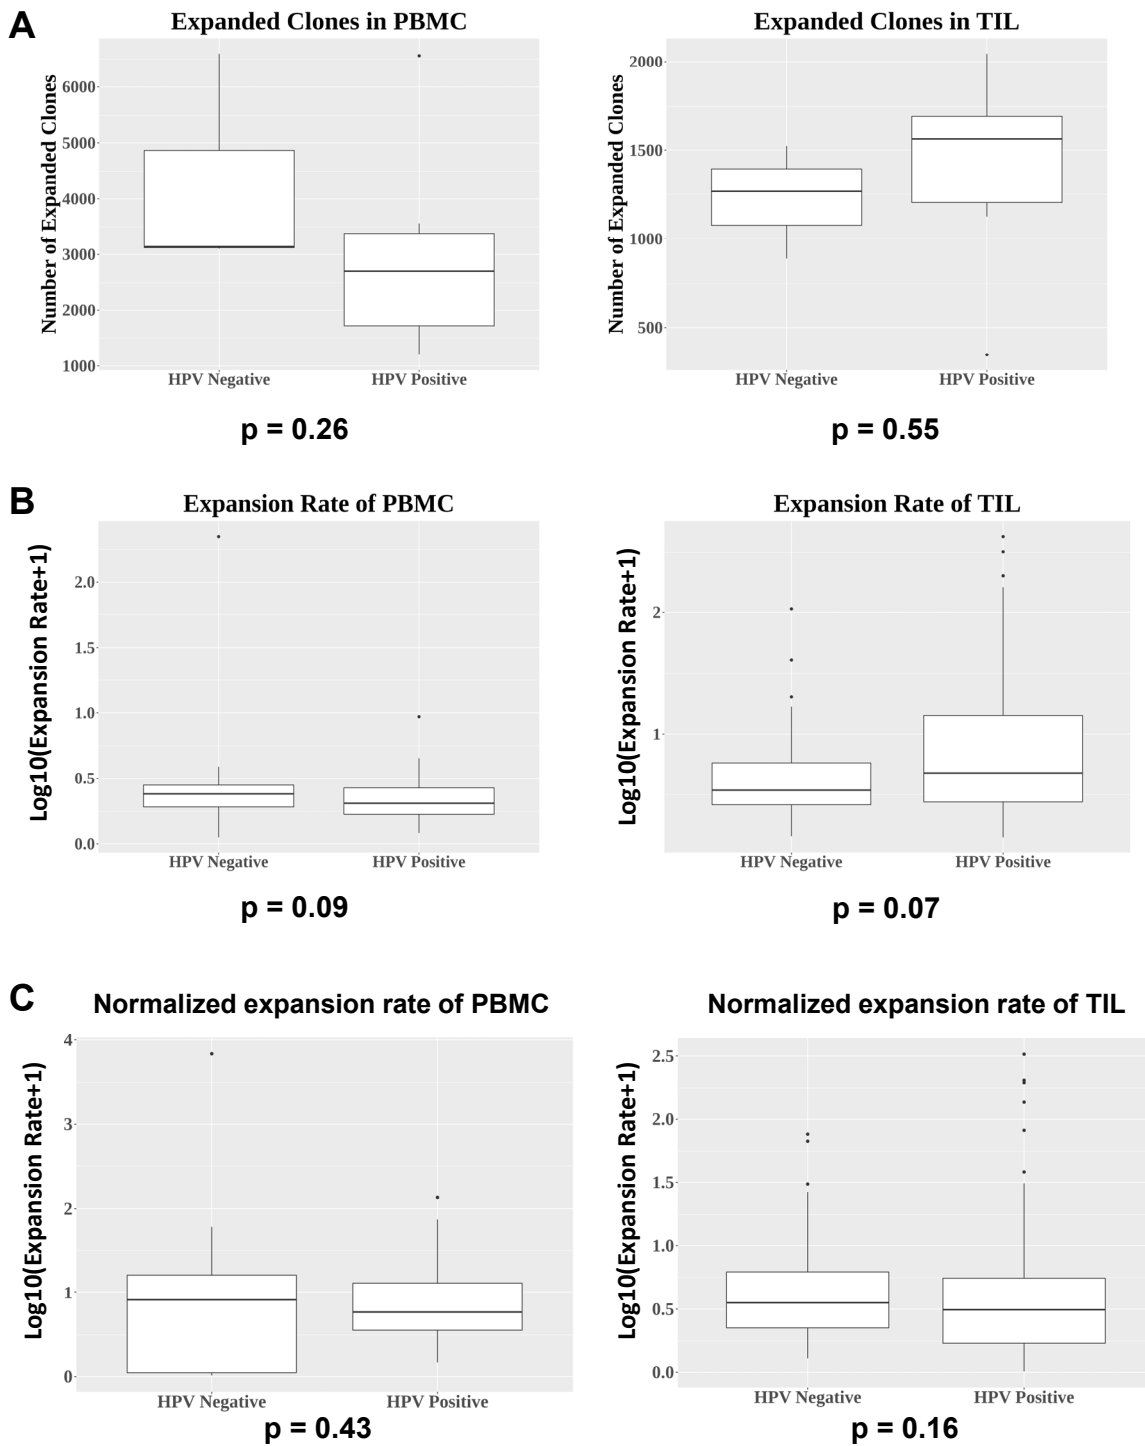 A
Expanded Clones in PBMC
Number of Expanded Clones
6000
5000
4000
3000
2000
1000
HPV Negative HPV Positive
p = 0.26
Expanded Clones in TIL
Number of Expanded Clones
2000
1500
1000
500
HPV Negative HPV Positive
p = 0.55
B
Expansion Rate of PBMC
Log10(Expansion Rate+1)
2.0
1.5
1.0
0.5
0.0
HPV Negative HPV Positive
p = 0.09
Expansion Rate of TIL
Log10(Expansion Rate+1)
2
1
HPV Negative HPV Positive
p = 0.07
C
Normalized expansion rate of PBMC
Log10(Expansion Rate+1)
4
3
2
1
0
HPV Negative HPV Positive
p = 0.43
Normalized expansion rate of TIL
Log10(Expansion Rate+1)
2.5
2.0
1.5
1.0
0.5
0.0
HPV Negative HPV Positive
p = 0.16